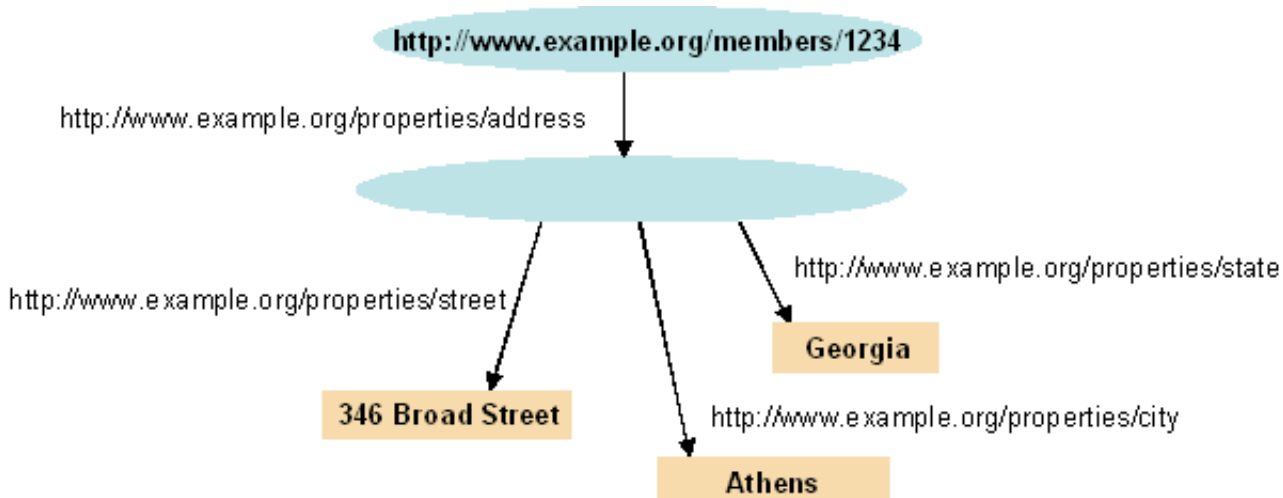 http://www.example.org/members/1234
http://www.example.org/properties/address
http://www.example.org/properties/state
http://www.example.org/properties/street
Georgia
346 Broad Street
http://www.example.org/properties/city
Athens